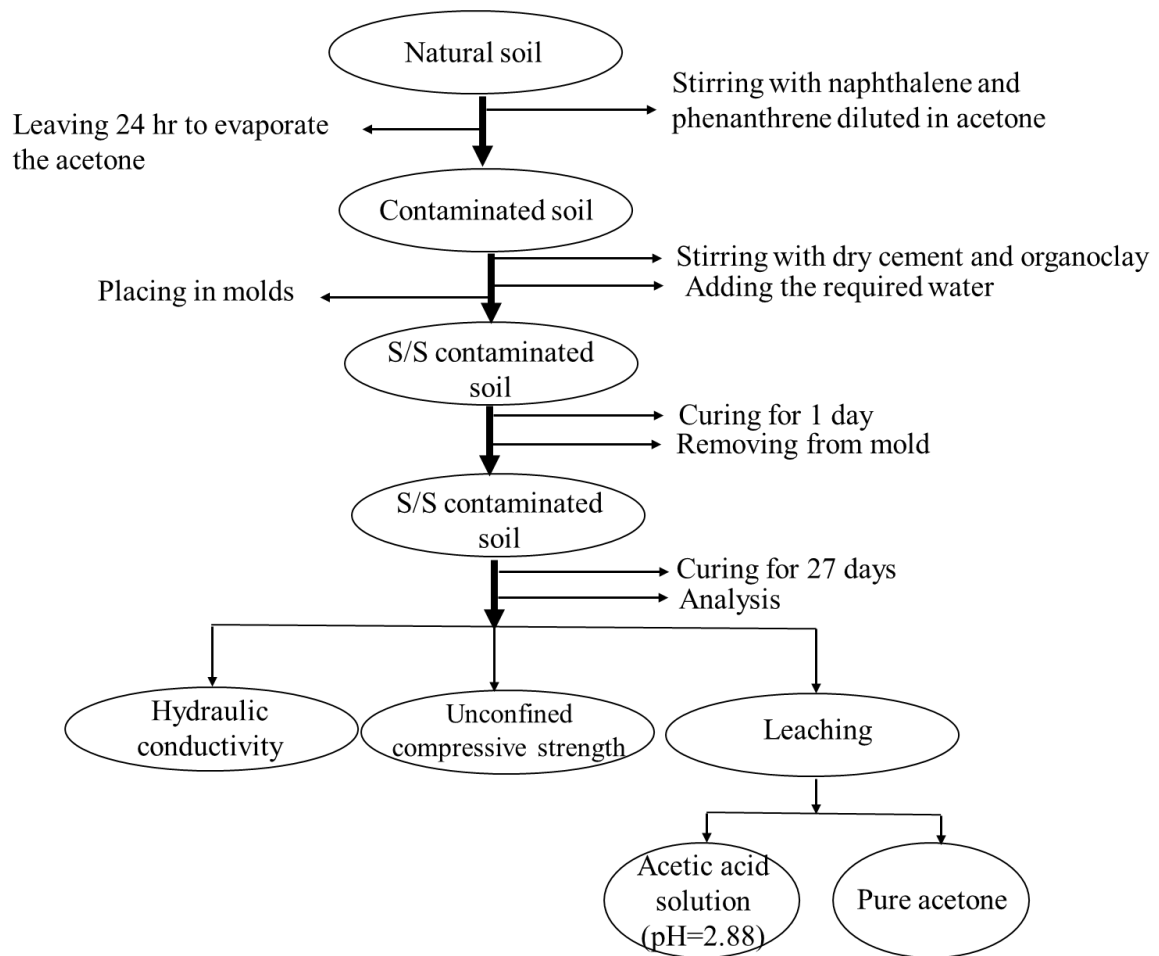 Natural soil
Stirring with naphthalene and
phenanthrene diluted in acetone
Leaving 24 hr to evaporate
the acetone
Contaminated soil
Stirring with dry cement and organoclay
Adding the required water
Placing in molds
S/S contaminated
soil
Curing for 1 day
Removing from mold
S/S contaminated
soil
Curing for 27 days
Analysis
Hydraulic
conductivity
Unconfined
compressive strength
Leaching
Acetic acid
solution
(pH=2.88)
Pure acetone